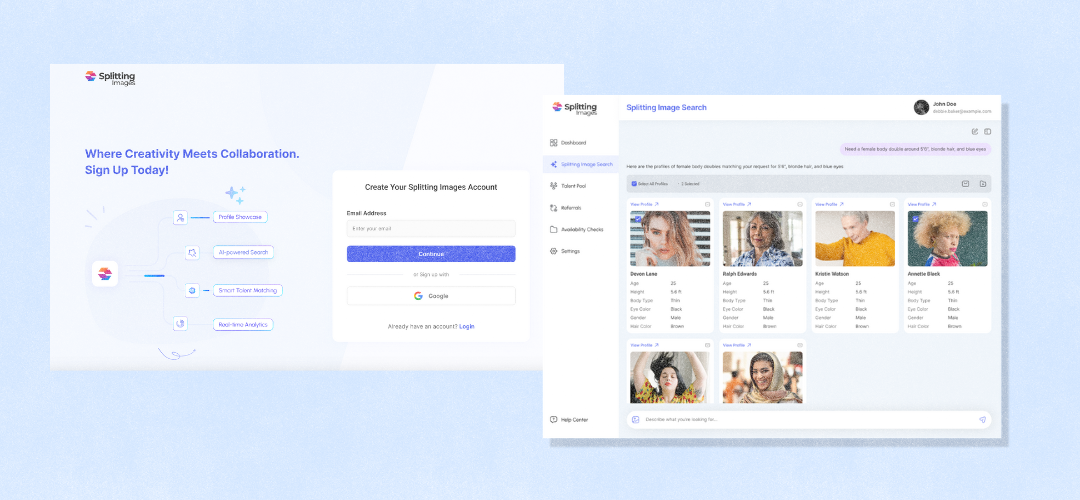 Splitting
Images
Where Creativity Meets Collaboration.
Sign Up Today!
Profile Showcase
AI-powered Search
Smart Talent Matching
Real-time Analytics
Create Your Splitting Images Account
Email Address
Enter your email
Continue
or Sign up with
Google
Already have an account? Login
Splitting
Images
Dashboard
Splitting Image Search
Talent Pool
Referrals
Availability Checks
Settings
Help Center
Splitting Image Search
John Doe
debbie.baker@example.com
Need a female body double around 5'6", blonde hair, and blue eyes
Here are the profiles of female body doubles matching your request for 5'6", blonde hair, and blue eyes.
Select all Profiles
2 Selected
View Profile
Devon Lane
Age 25
Height 5.6 ft
Body Type Thin
Eye Color Black
Gender Male
Hair Color Brown
View Profile
Ralph Edwards
Age 25
Height 5.6 ft
Body Type Thin
Eye Color Black
Gender Male
Hair Color Brown
View Profile
Kristin Watson
Age 25
Height 5.6 ft
Body Type Thin
Eye Color Black
Gender Male
Hair Color Brown
View Profile
Annette Black
Age 25
Height 5.6 ft
Body Type Thin
Eye Color Black
Gender Male
Hair Color Brown
View Profile
View Profile
Describe what you're looking for...